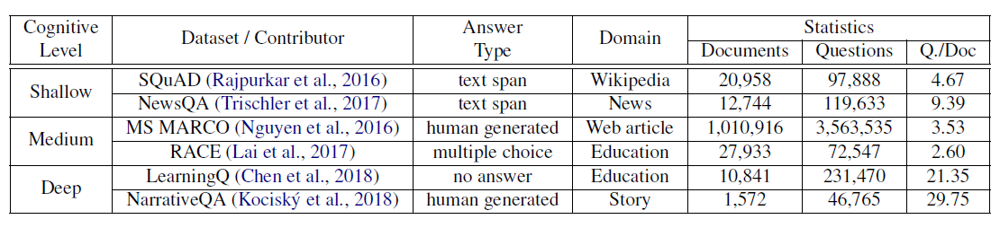 Cognitive Level Dataset / Contributor Answer Type Domain Statistics
Documents Questions Q./Doc
Shallow SQuAD (Rajpurkar et al., 2016) text span Wikipedia 20,958 97,888 4.67
NewsQA (Trischler et al., 2017) text span News 12,744 119,633 9.39
Medium MS MARCO (Nguyen et al., 2016) human generated Web article 1,010,916 3,563,535 3.53
RACE (Lai et al., 2017) multiple choice Education 27,933 72,547 2.60
Deep LearningQ (Chen et al., 2018) no answer Education 10,841 231,470 21.35
NarrativeQA (Kociský et al., 2018) human generated Story 1,572 46,765 29.75